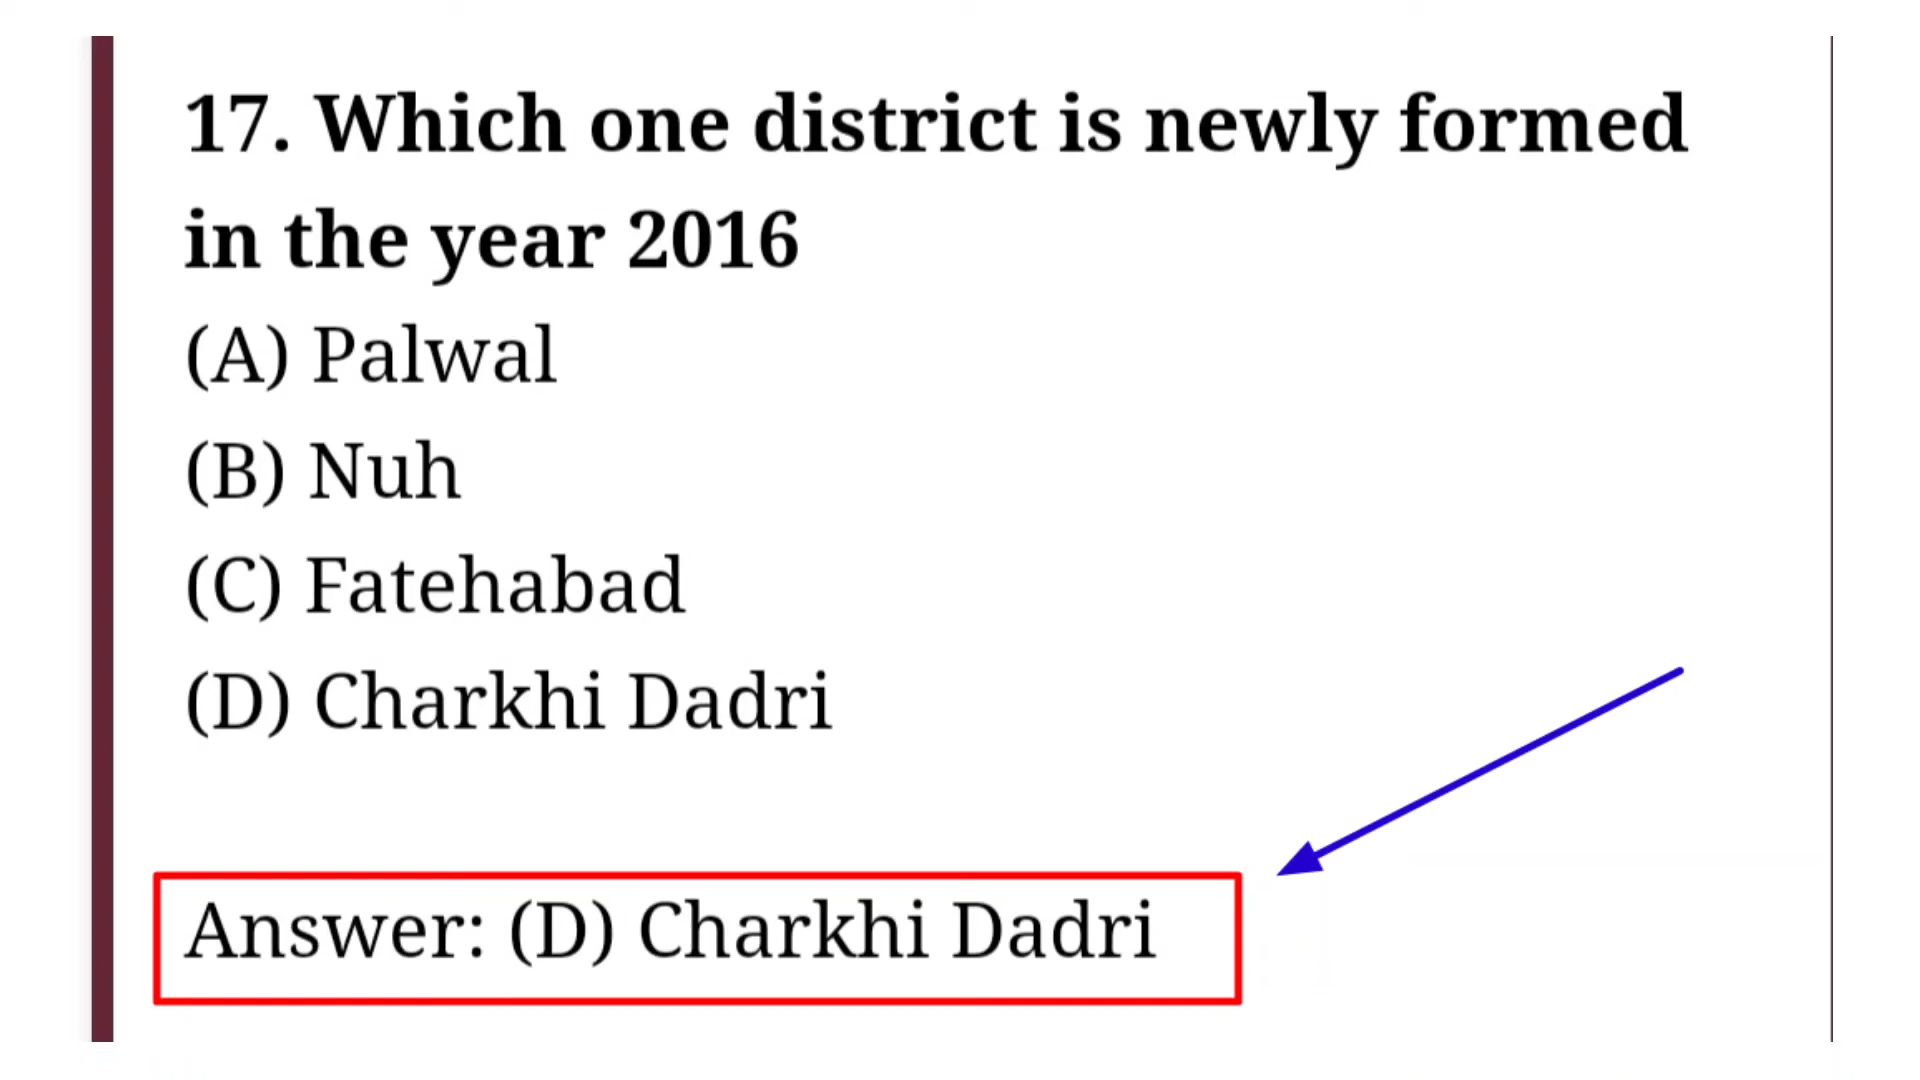 17. Which one district is newly formed
in the year 2016
(A) Palwal
(B) Nuh
(C) Fatehabad
(D) Charkhi Dadri
Answer: (D) Charkhi Dadri